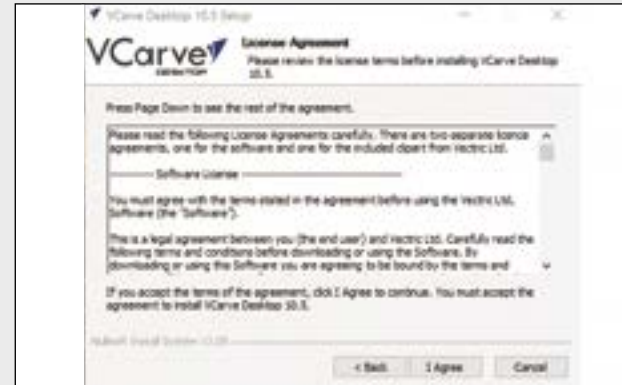 VCarve Desktop 10.5 Setup
VCarve
DESKTOP
License Agreement
Please review the license terms before installing VCarve Desktop
10.5.
Press Page Down to see the rest of the agreement.
Please read the following License Agreements carefully. There are two separate licence
agreements, one for the software and one for the included clipart from Vectric Ltd.
Software License
You must agree with the terms stated in the agreement before using the Vectric Ltd.
Software (the "Software").
This is a legal agreement between you (the end user) and Vectric Ltd. Carefully read the
following terms and conditions before downloading or using the Software. By
downloading or using this Software you are agreeing to be bound by the terms and
If you accept the terms of the agreement, click I Agree to continue. You must accept the
agreement to install VCarve Desktop 10.5.
Nullsoft Install System
< Back
I Agree
Cancel